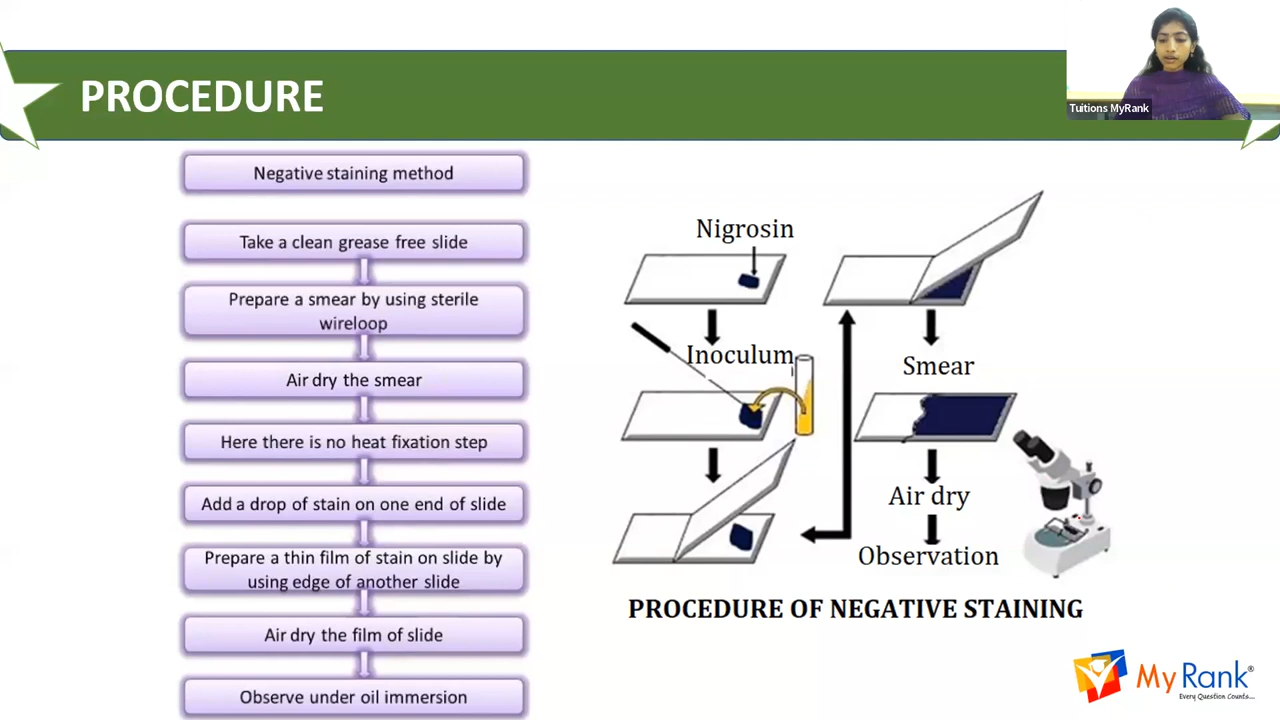 PROCEDURE
Tuitions MyRank
Negative staining method
Take a clean grease free slide
Prepare a smear by using sterile
wireloop
Air dry the smear
Here there is no heat fixation step
Add a drop of stain on one end of slide
Prepare a thin film of stain on slide by
using edge of another slide
Air dry the film of slide
Observe under oil immersion
Nigrosin
Inoculum
Smear
Air dry
Observation
PROCEDURE OF NEGATIVE STAINING
MyRank®
Every Question Counts...